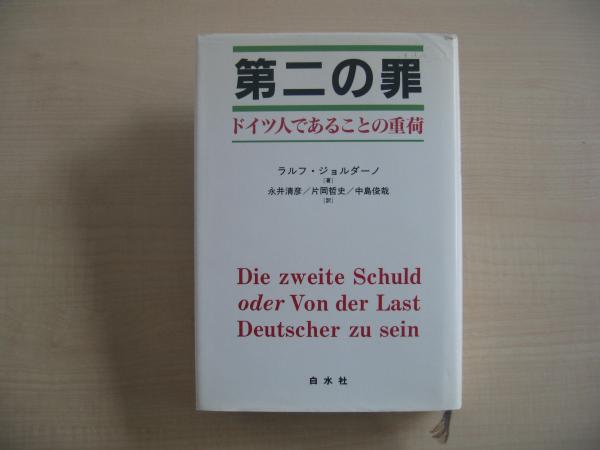 第二の罪
ドイツ人であることの重荷
ラルフ・ジョルダーノ
[著]
永井清彦／片岡哲史／中島俊哉
[訳]
Die zweite Schuld
oder Von der Last
Deutscher zu sein
白水社